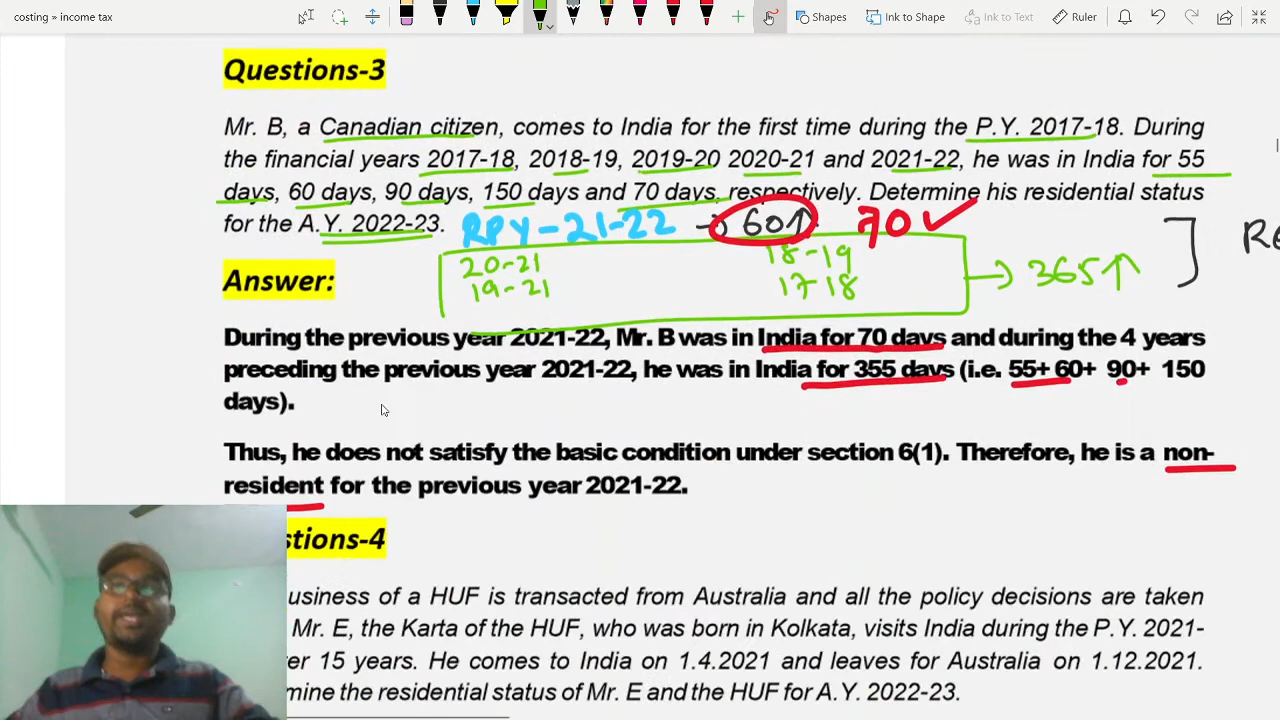 costing » income tax
Shapes
Ink to Shape
Ink to Text
Ruler
Questions-3
Mr. B, a Canadian citizen, comes to India for the first time during the P.Y. 2017-18. During
the financial years 2017-18, 2018-19, 2019-20 2020-21 and 2021-22, he was in India for 55
days, 60 days, 90 days, 150 days and 70 days, respectively. Determine his residential status
for the A.Y. 2022-23.
RPY-21-22 → 60↑ 70 ✓
20-21 18-19
19-21 17-18
→ 365↑
RE
Answer:
During the previous year 2021-22, Mr. B was in India for 70 days and during the 4 years
preceding the previous year 2021-22, he was in India for 355 days (i.e. 55+ 60+ 90+ 150
days).
Thus, he does not satisfy the basic condition under section 6(1). Therefore, he is a non-
resident for the previous year 2021-22.
stions-4
usiness of a HUF is transacted from Australia and all the policy decisions are taken
Mr. E, the Karta of the HUF, who was born in Kolkata, visits India during the P.Y. 2021-
er 15 years. He comes to India on 1.4.2021 and leaves for Australia on 1.12.2021.
mine the residential status of Mr. E and the HUF for A.Y. 2022-23.